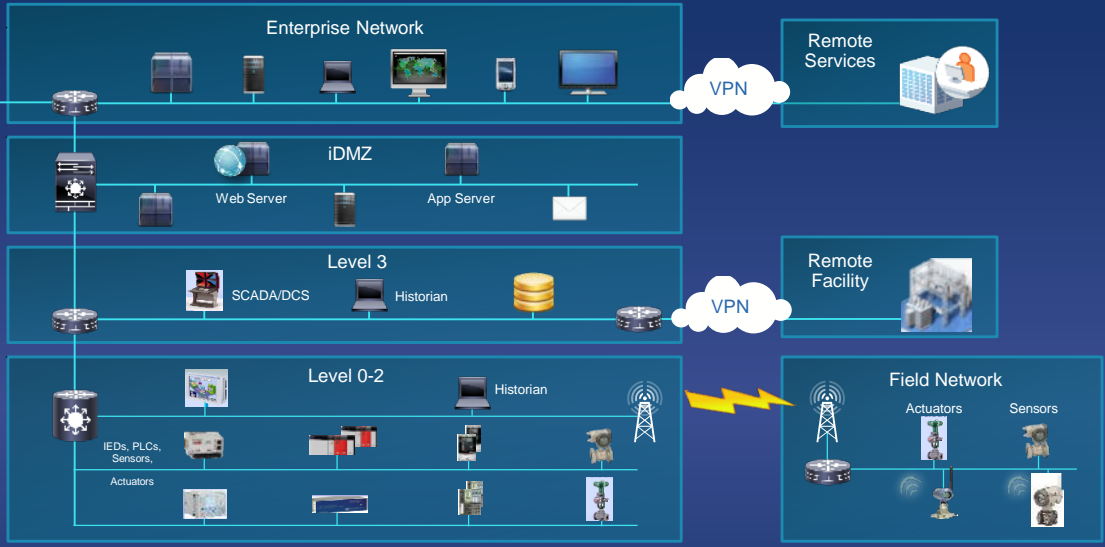 Enterprise Network
Remote
Services
VPN
iDMZ
Web Server
App Server
Level 3
SCADA/DCS
Historian
VPN
Remote
Facility
Level 0-2
Historian
IEDs, PLCs,
Sensors,
Actuators
Field Network
Actuators
Sensors